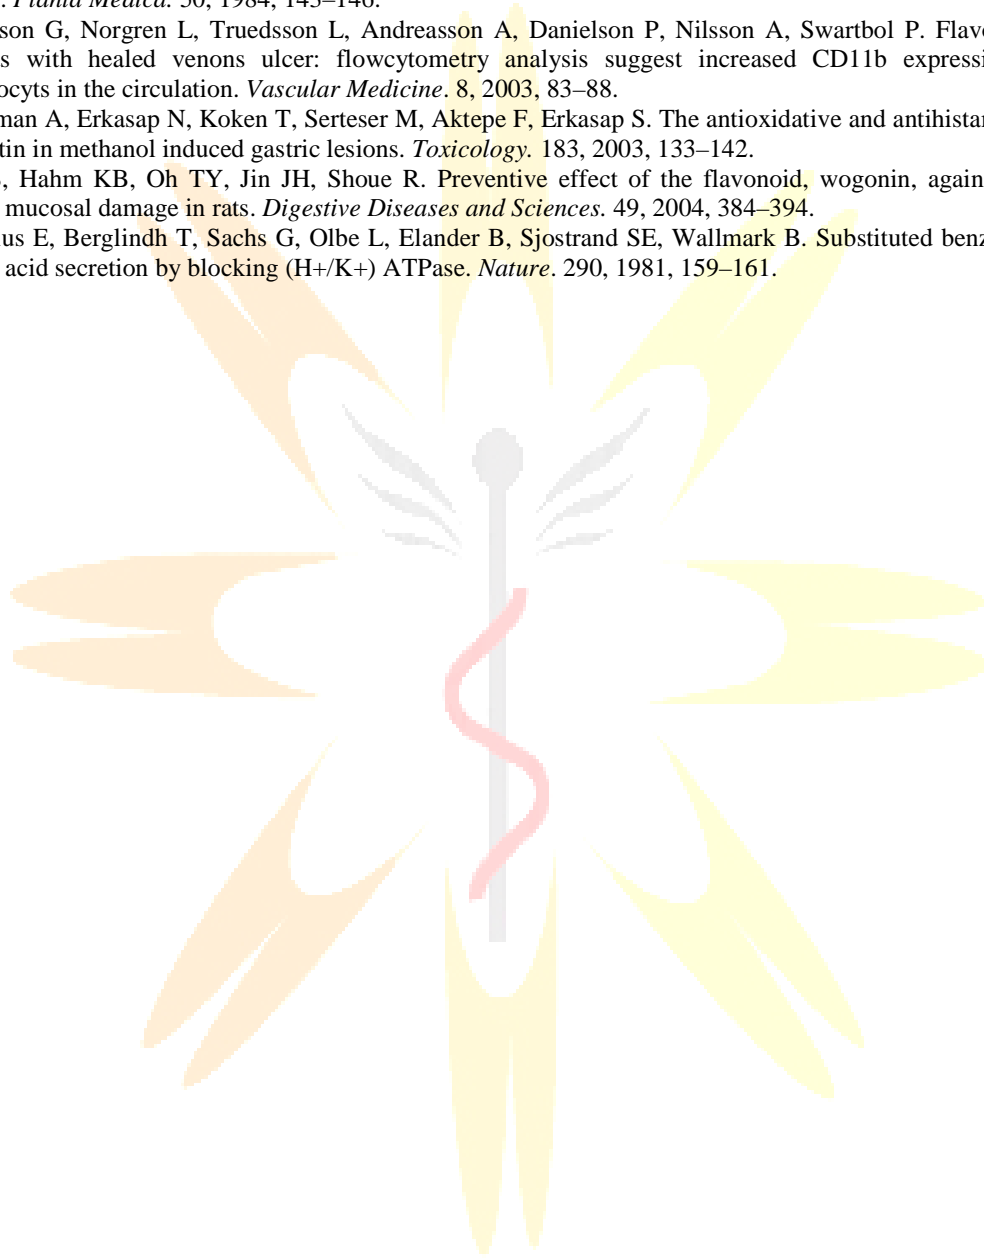 . Planta Medica. 50, 1984, 145–146.
son G, Norgren L, Truedsson L, Andreasson A, Danielson P, Nilsson A, Swartbol P. Flavo
s with healed venons ulcer: flowcytometry analysis suggest increased CD11b expressi
ocyts in the circulation. Vascular Medicine. 8, 2003, 83–88.
man A, Erkasap N, Koken T, Serteser M, Aktepe F, Erkasap S. The antioxidative and antihistar
tin in methanol induced gastric lesions. Toxicology. 183, 2003, 133–142.
, Hahm KB, Oh TY, Jin JH, Shoue R. Preventive effect of the flavonoid, wogonin, again
mucosal damage in rats. Digestive Diseases and Sciences. 49, 2004, 384–394.
ius E, Berglindh T, Sachs G, Olbe L, Elander B, Sjostrand SE, Wallmark B. Substituted benz
acid secretion by blocking (H+/K+) ATPase. Nature. 290, 1981, 159–161.